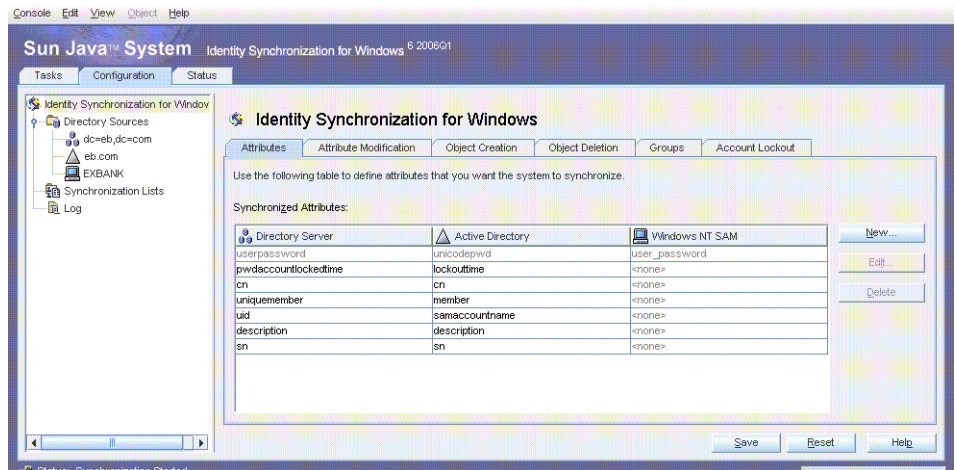 Console Edit View Object Help
Sun Java™ System Identity Synchronization for Windows 6 2006Q1
Tasks Configuration Status
Identity Synchronization for Windov
Directory Sources
dc=eb,dc=com
eb.com
EXBANK
Synchronization Lists
Log
Identity Synchronization for Windows
Attributes Attribute Modification Object Creation Object Deletion Groups Account Lockout
Use the following table to define attributes that you want the system to synchronize.
Synchronized Attributes:
Directory Server Active Directory Windows NT SAM
userpassword unicodepwd user_password
pwdaccountlockedtime lockouttime <none>
cn cn <none>
uniquemember member <none>
uid samaccountname <none>
description description <none>
sn sn <none>
New...
Edit...
Delete
Save Reset Help
Status: Synchronization Started